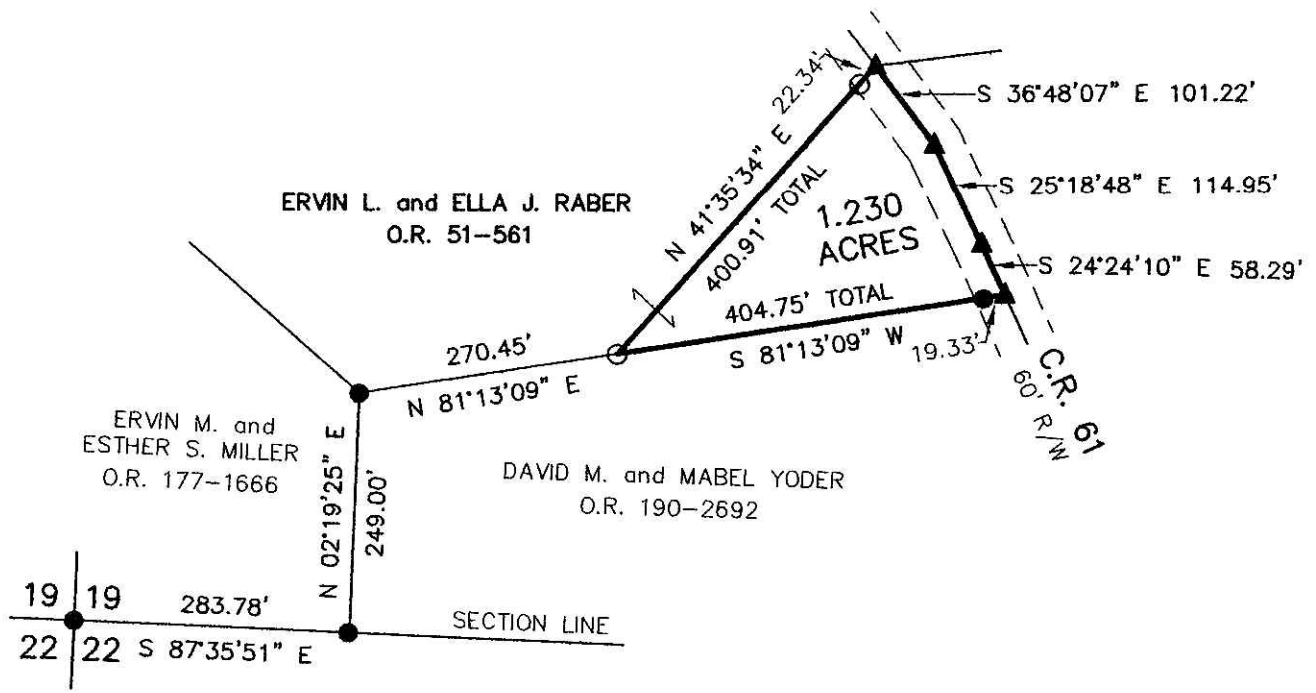 22.34'
S 36°48'07" E 101.22'
S 25°18'48" E 114.95'
S 24°24'10" E 58.29'
N 41°35'34" E
400.91' TOTAL
1.230
ACRES
ERVIN L. and ELLA J. RABER
O.R. 51-561
404.75' TOTAL
S 81°13'09" W
19.33'
C.R. 61
60' R/W
270.45'
N 81°13'09" E
ERVIN M. and
ESTHER S. MILLER
O.R. 177-1666
N 02°19'25" E
249.00'
DAVID M. and MABEL YODER
O.R. 190-2692
19 19
283.78'
SECTION LINE
22 22
S 87°35'51" E